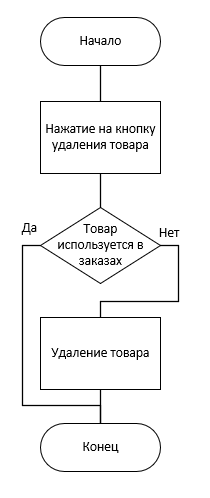 Начало
Нажатие на кнопку
удаления товара
Да
Товар
Нет
используется в
заказах
Удаление товара
Конец